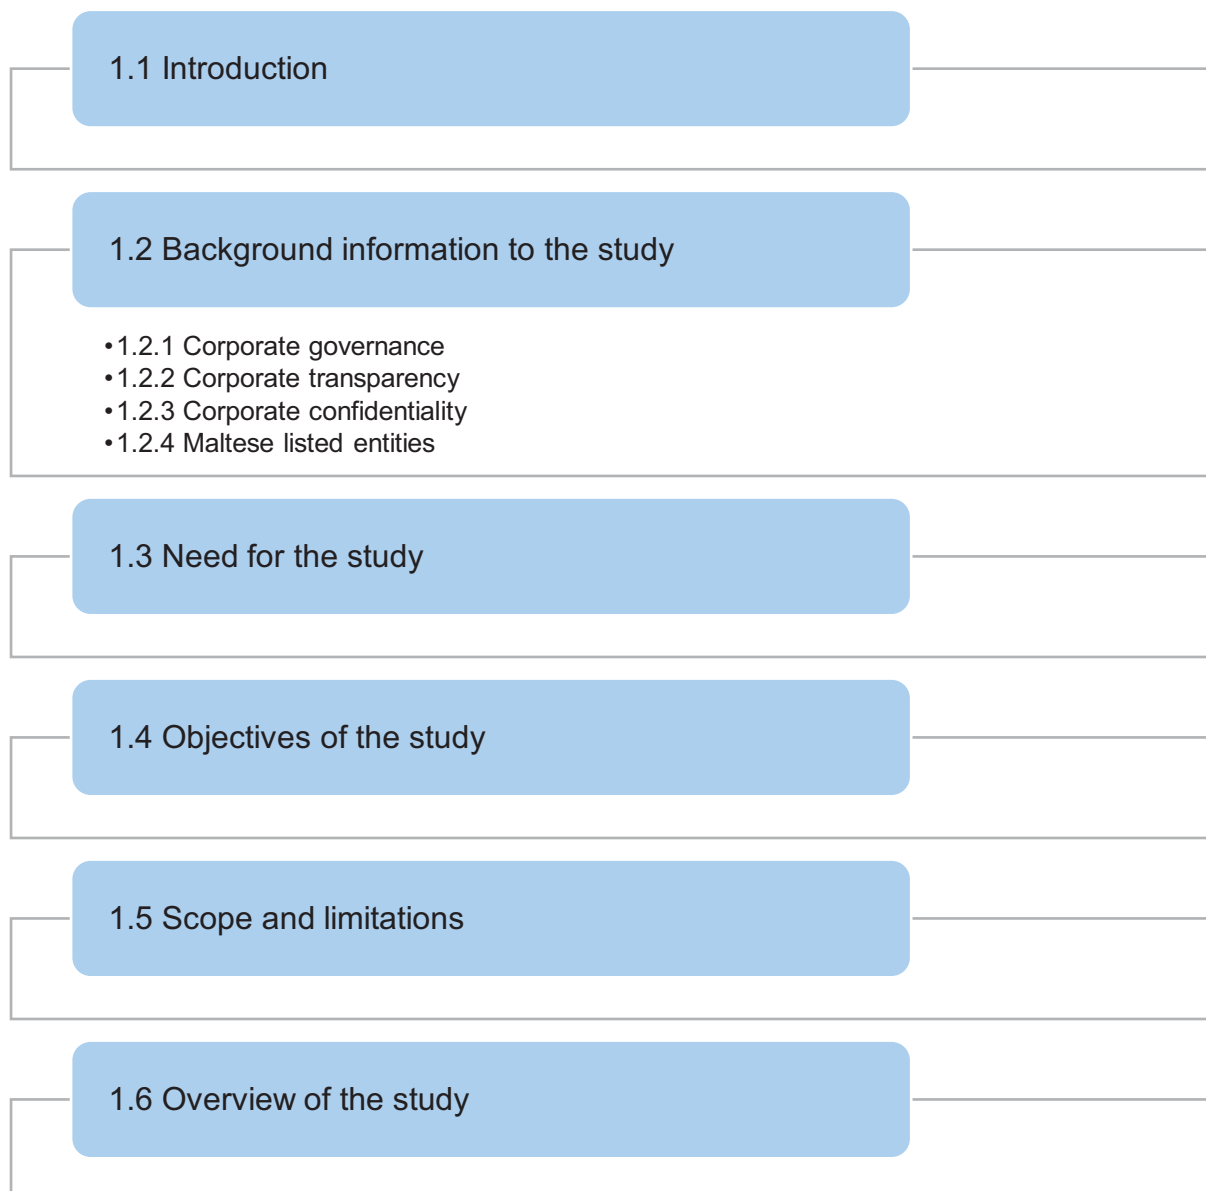 1.1 Introduction
1.2 Background information to the study
•1.2.1 Corporate governance
•1.2.2 Corporate transparency
•1.2.3 Corporate confidentiality
•1.2.4 Maltese listed entities
1.3 Need for the study
1.4 Objectives of the study
1.5 Scope and limitations
1.6 Overview of the study